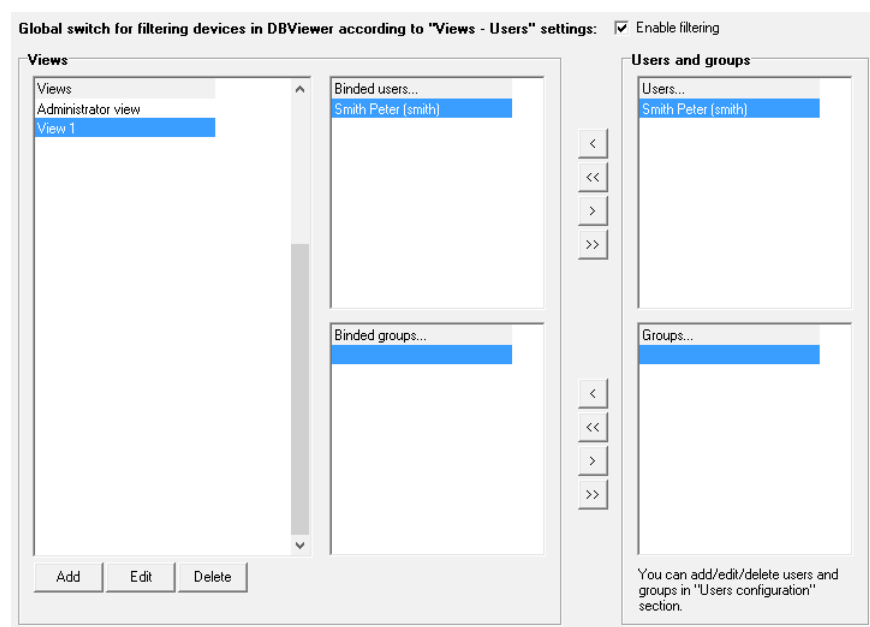 Global switch for filtering devices in DBViewer according to "Views - Users" settings: Enable filtering
Views
Views
Administrator view
View 1
Add Edit Delete
Binded users...
Smith Peter (smith)
Binded groups...
<
<<
>
>>
<
<<
>
>>
Users and groups
Users...
Smith Peter (smith)
Groups...
You can add/edit/delete users and
groups in "Users configuration"
section.